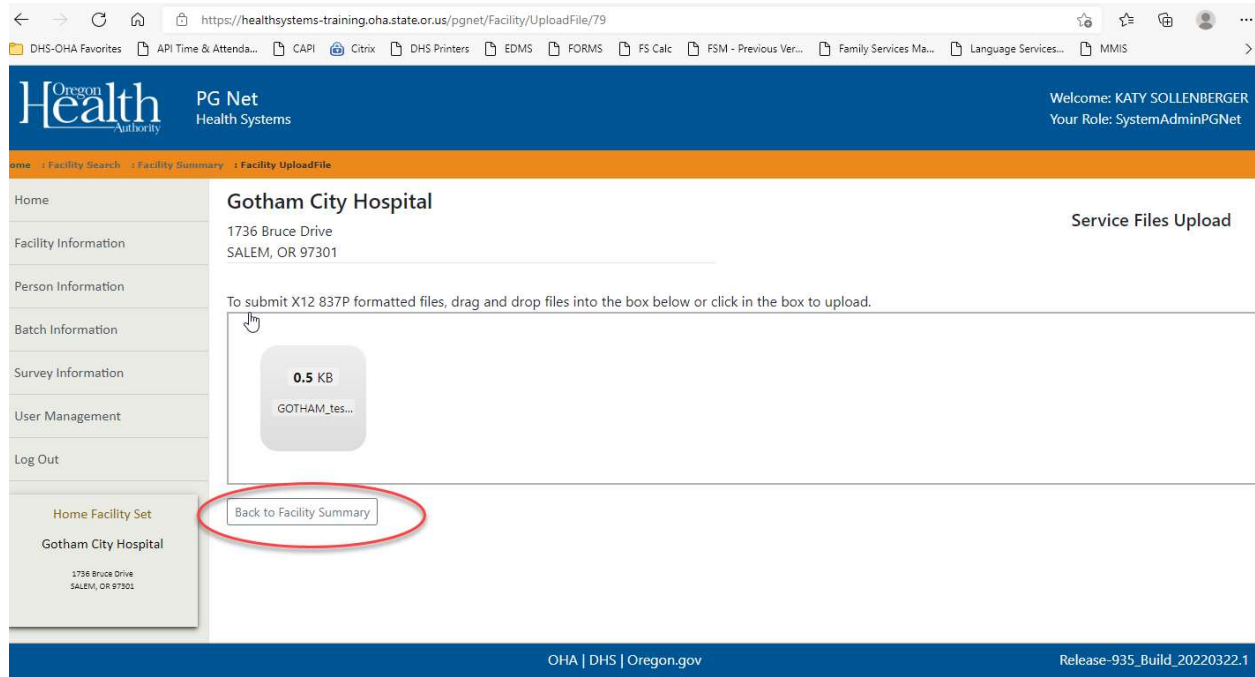 https://healthsystems-training.oha.state.or.us/pgnet/Facility/UploadFile/79
DHS-OHA Favorites API Time & Attenda... CAPI Citrix DHS Printers EDMS FORMS FS Calc FSM - Previous Ver... Family Services Ma... Language Services... MMIS
Oregon Health Authority
PG Net
Health Systems
Welcome: KATY SOLLENBERGER
Your Role: SystemAdminPGNet
ome : Facility Search : Facility Summary : Facility UploadFile
Home
Facility Information
Person Information
Batch Information
Survey Information
User Management
Log Out
Home Facility Set
Gotham City Hospital
1736 Bruce Drive
SALEM, OR 97301
Gotham City Hospital
1736 Bruce Drive
SALEM, OR 97301
Service Files Upload
To submit X12 837P formatted files, drag and drop files into the box below or click in the box to upload.
0.5 KB
GOTHAM_tes...
Back to Facility Summary
OHA | DHS | Oregon.gov
Release-935_Build_20220322.1